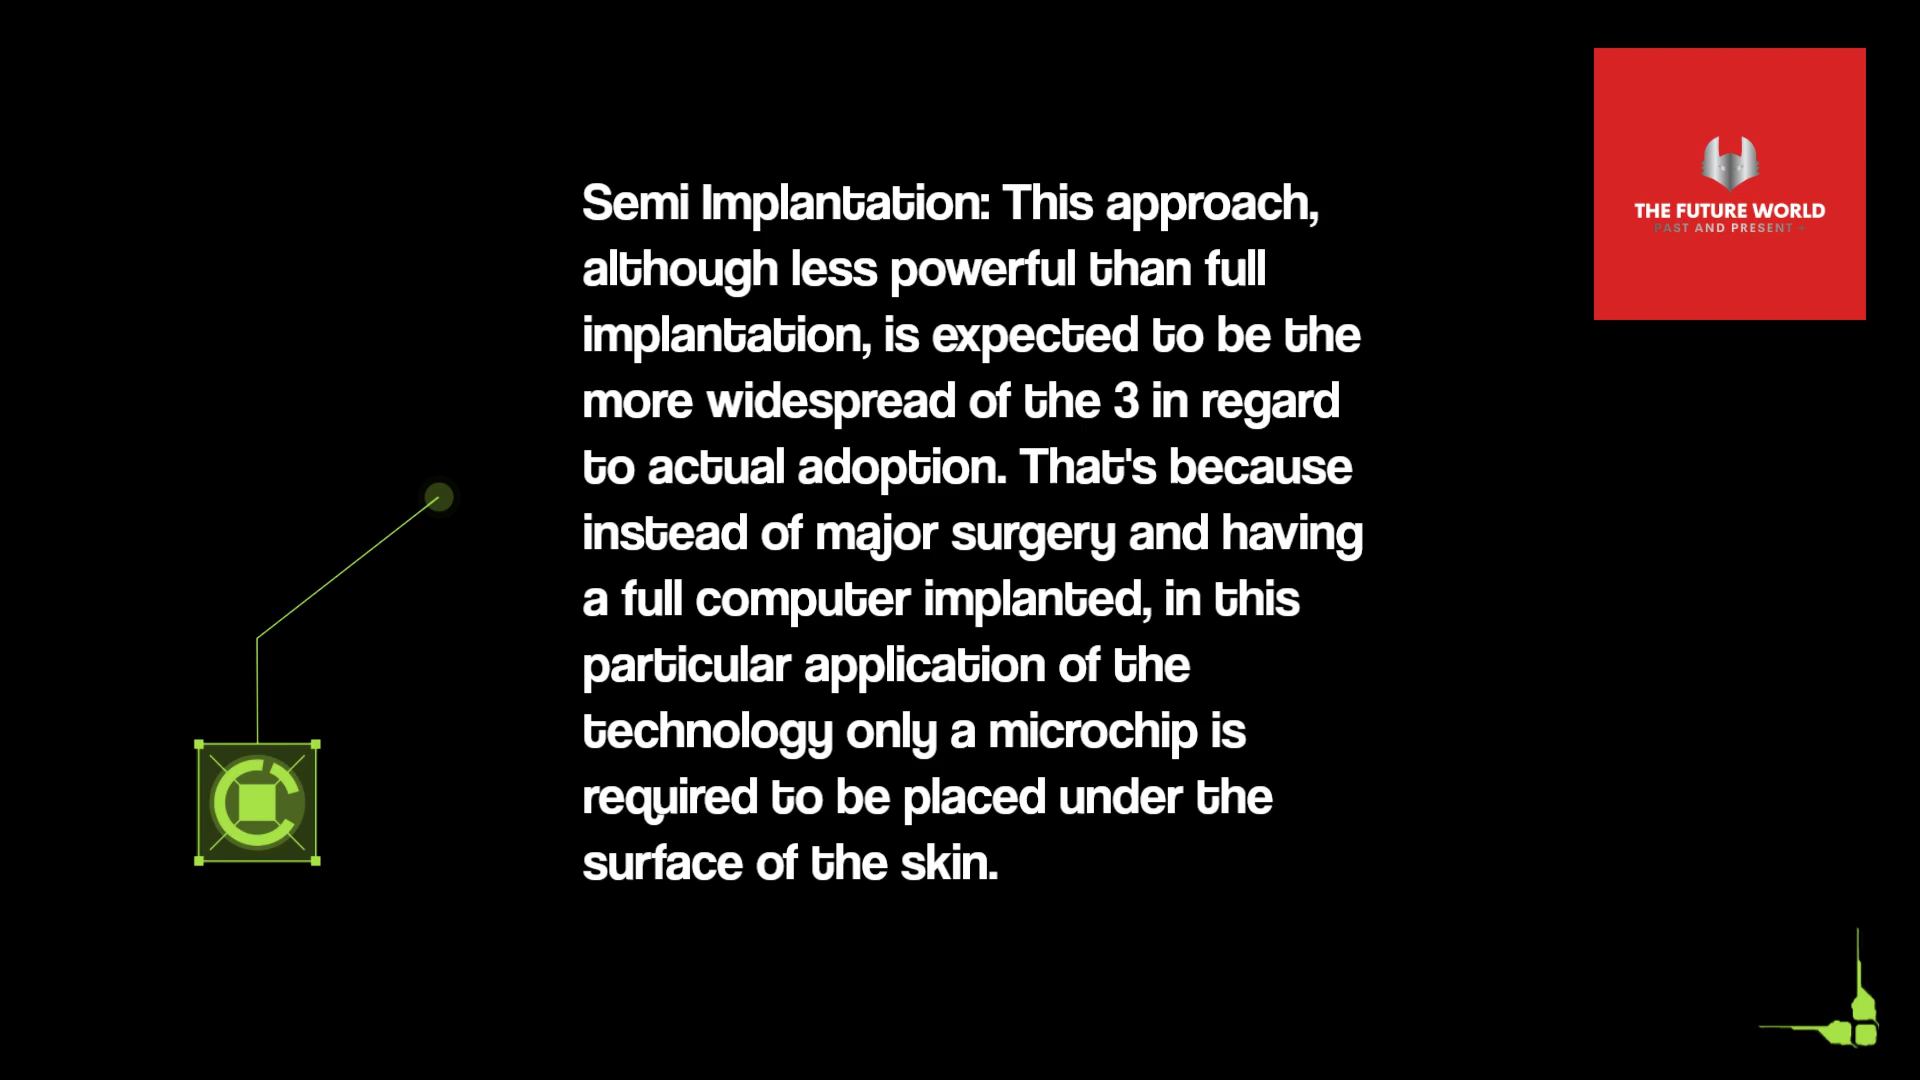 THE FUTURE WORLD
PAST AND PRESENT +
Semi Implantation: This approach,
although less powerful than full
implantation, is expected to be the
more widespread of the 3 in regard
to actual adoption. That's because
instead of major surgery and having
a full computer implanted, in this
particular application of the
technology only a microchip is
required to be placed under the
surface of the skin.